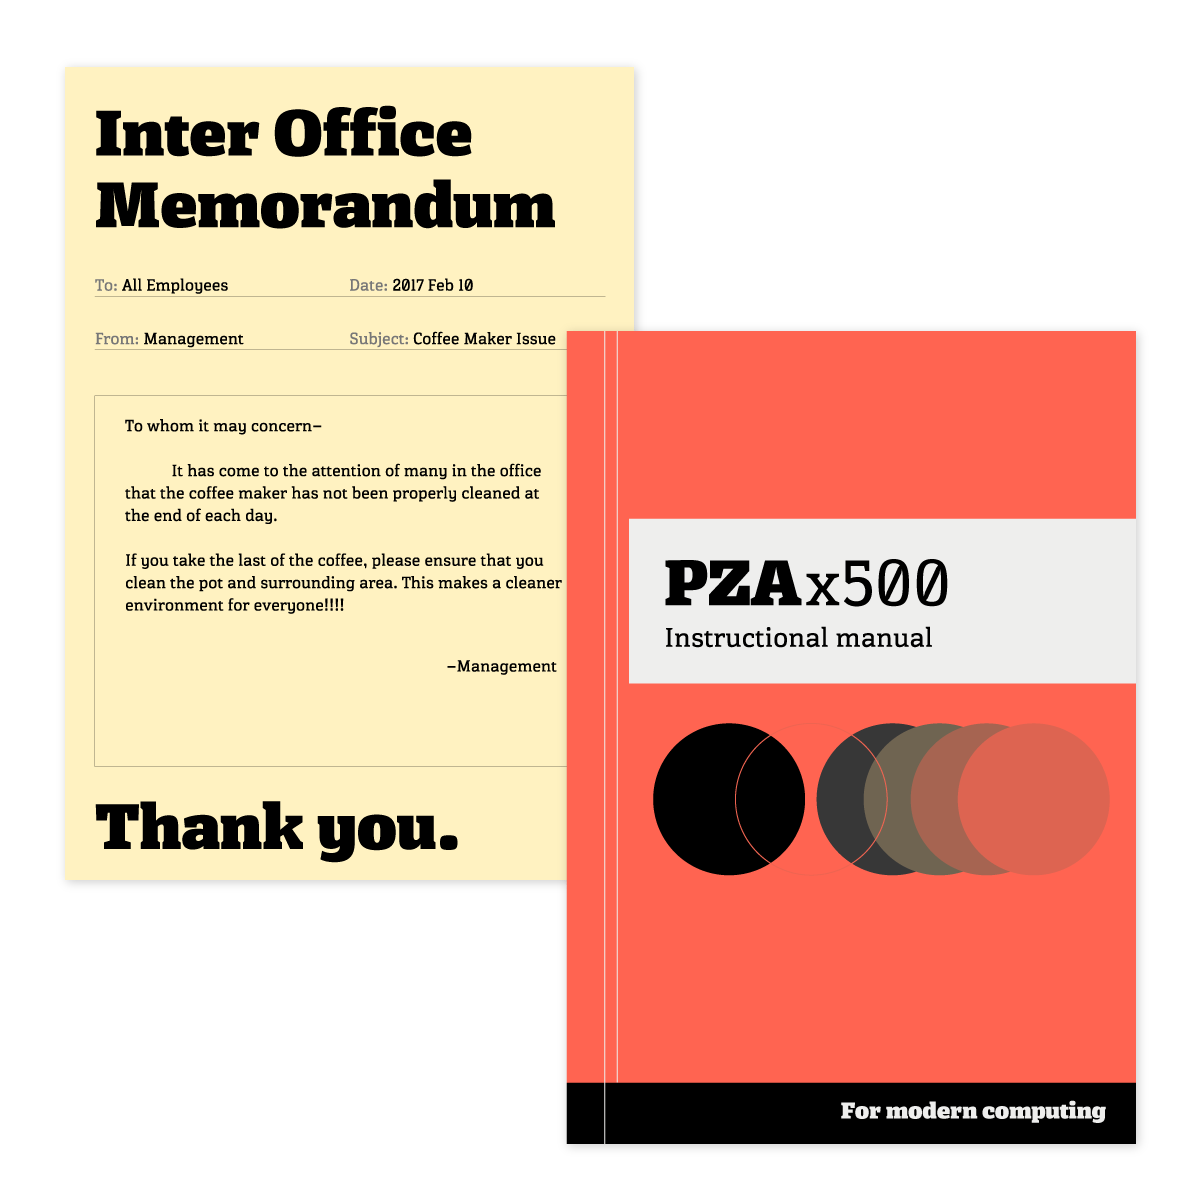 Inter Office
Memorandum
To: All Employees
Date: 2017 Feb 10
From: Management
Subject: Coffee Maker Issue
To whom it may concern–
It has come to the attention of many in the office
that the coffee maker has not been properly cleaned at
the end of each day.
If you take the last of the coffee, please ensure that you
clean the pot and surrounding area. This makes a cleaner
environment for everyone!!!!
–Management
Thank you.
PZAx500
Instructional manual
For modern computing